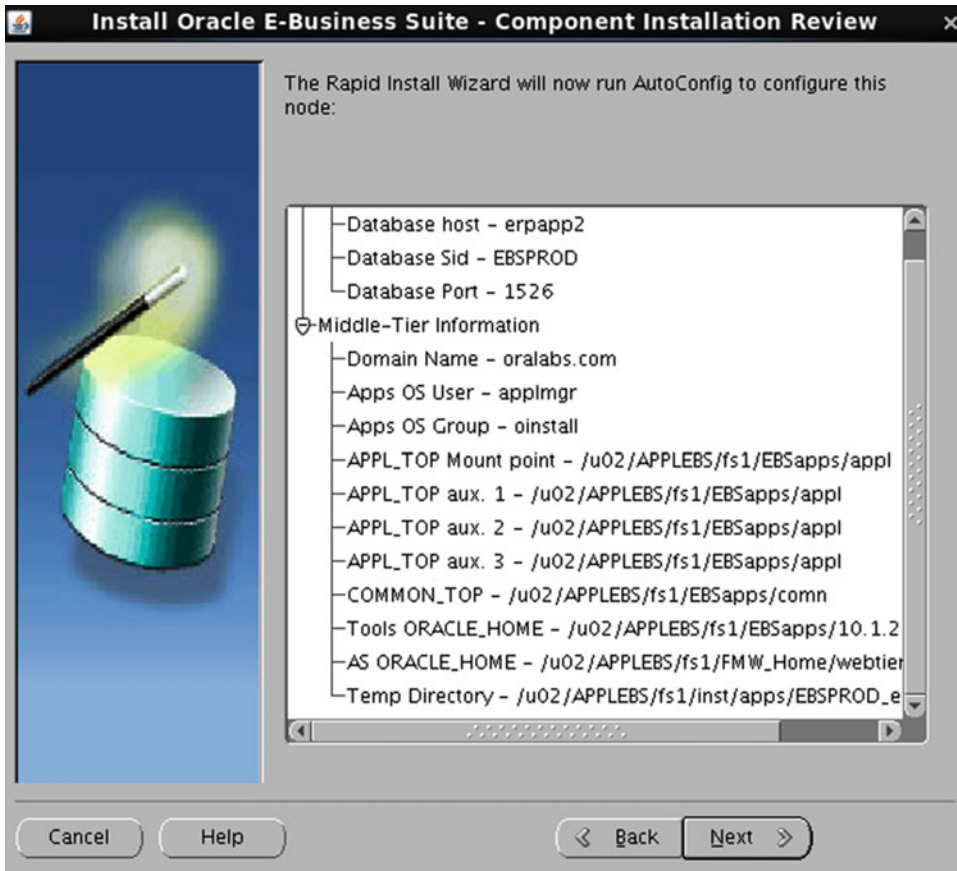 Install Oracle E-Business Suite - Component Installation Review
The Rapid Install Wizard will now run AutoConfig to configure this
node:
Database host - erpapp2
Database Sid - EBSPROD
Database Port - 1526
Middle-Tier Information
Domain Name - oralabs.com
Apps OS User - applmgr
Apps OS Group - oinstall
APPL_TOP Mount point - /u02/APPLEBS/fs1/EBSapps/appl
APPL_TOP aux. 1 - /u02/APPLEBS/fs1/EBSapps/appl
APPL_TOP aux. 2 - /u02/APPLEBS/fs1/EBSapps/appl
APPL_TOP aux. 3 - /u02/APPLEBS/fs1/EBSapps/appl
COMMON_TOP - /u02/APPLEBS/fs1/EBSapps/comn
Tools ORACLE_HOME - /u02/APPLEBS/fs1/EBSapps/10.1.2
AS ORACLE_HOME - /u02/APPLEBS/fs1/FMW_Home/webtier
Temp Directory - /u02/APPLEBS/fs1/inst/apps/EBSPROD_e
Cancel Help Back Next